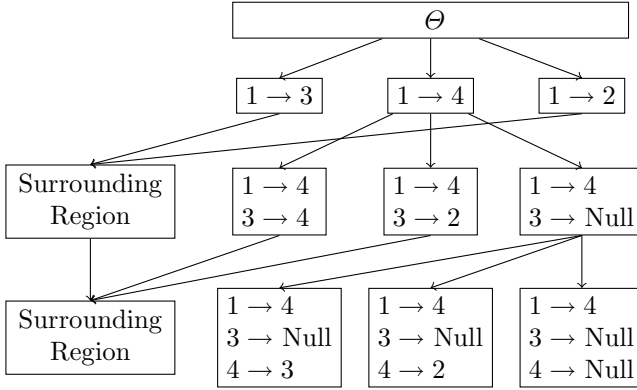 Θ
1 → 3
1 → 4
1 → 2
Surrounding
Region
1 → 4
3 → 4
1 → 4
3 → 2
1 → 4
3 → Null
Surrounding
Region
1 → 4
3 → Null
4 → 3
1 → 4
3 → Null
4 → 2
1 → 4
3 → Null
4 → Null